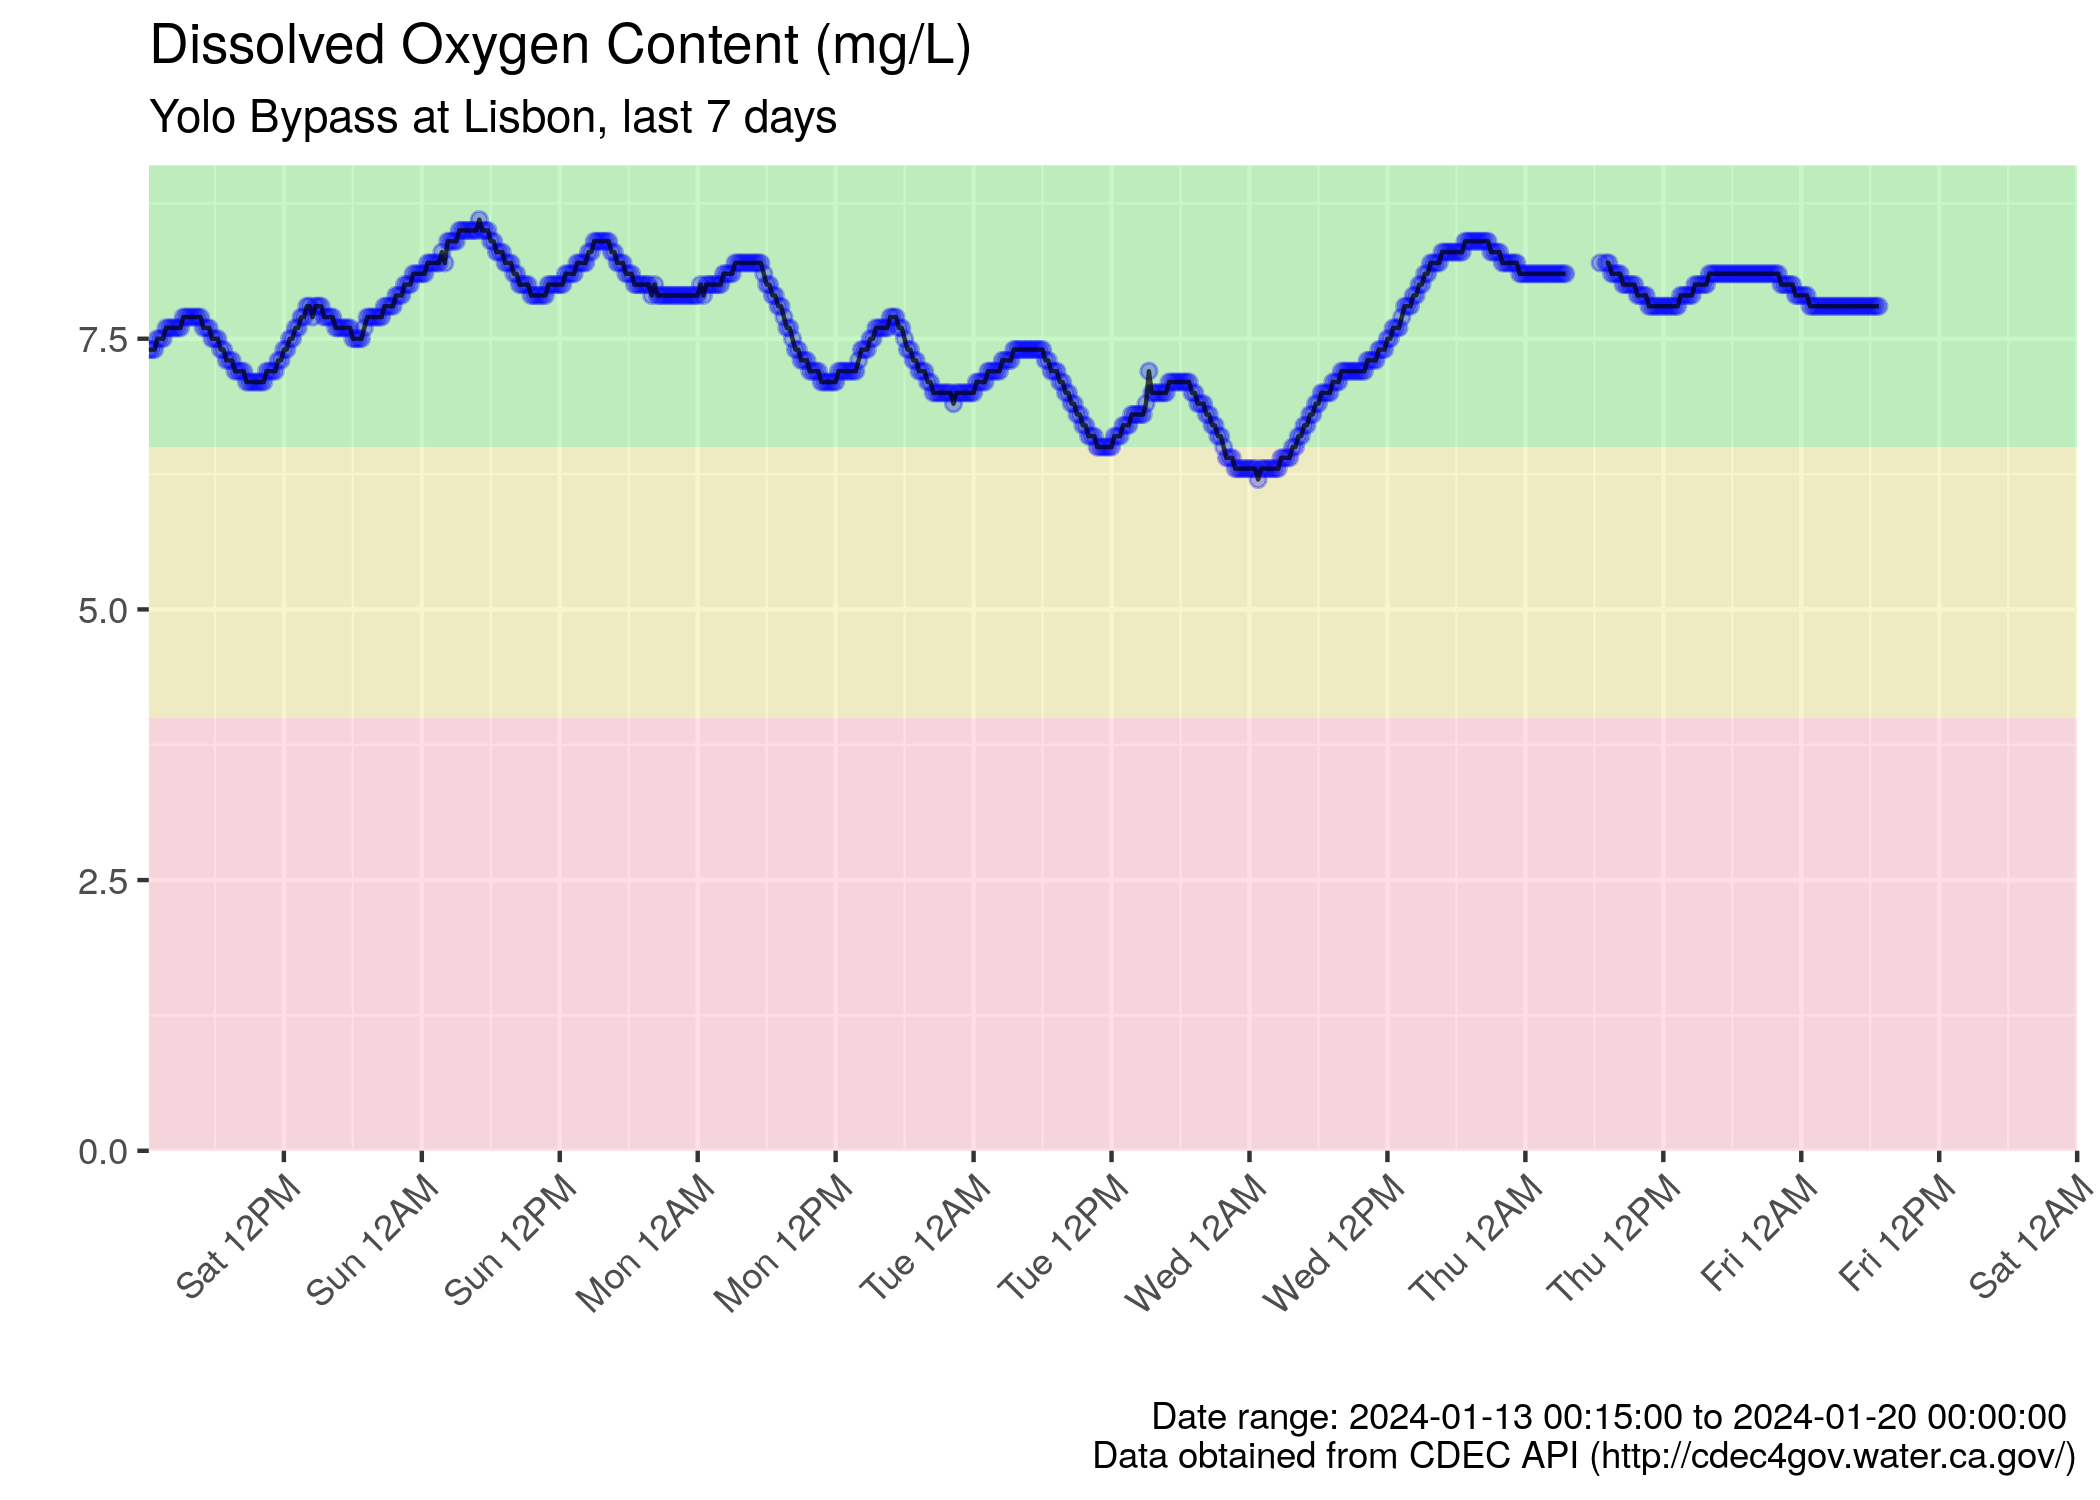 Dissolved Oxygen Content (mg/L)
Yolo Bypass at Lisbon, last 7 days
7.5
5.0
2.5
0.0
Sat 12PM
Sun 12AM
Sun 12PM
Mon 12AM
Mon 12PM
Tue 12AM
Tue 12PM
Wed 12AM
Wed 12PM
Thu 12AM
Thu 12PM
Fri 12AM
Fri 12PM
Sat 12AM
Date range: 2024-01-13 00:15:00 to 2024-01-20 00:00:00
Data obtained from CDEC API (http://cdec4gov.water.ca.gov/)